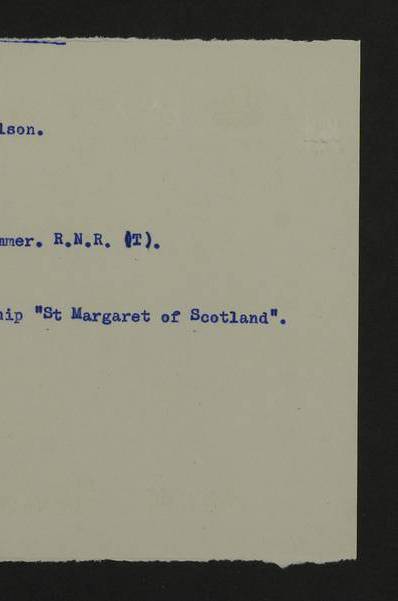 lson.
mmer. R.N.R. (T).
hip "St Margaret of Scotland".